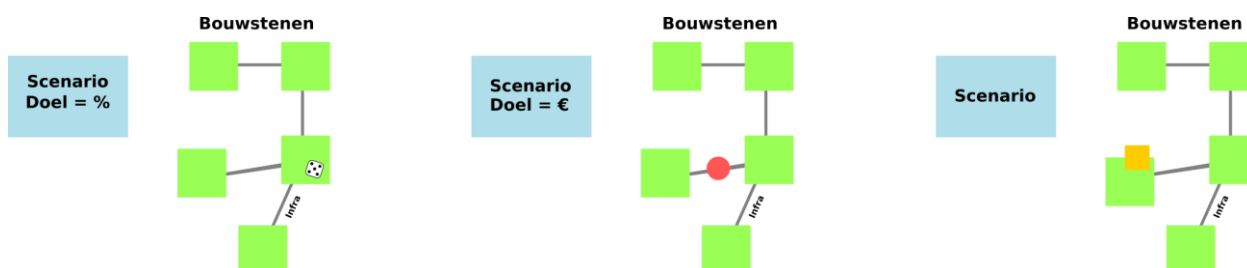 Bouwstenen
Scenario
Doel = %
Infra
Bouwstenen
Scenario
Doel = €
Infra
Bouwstenen
Scenario
Infra